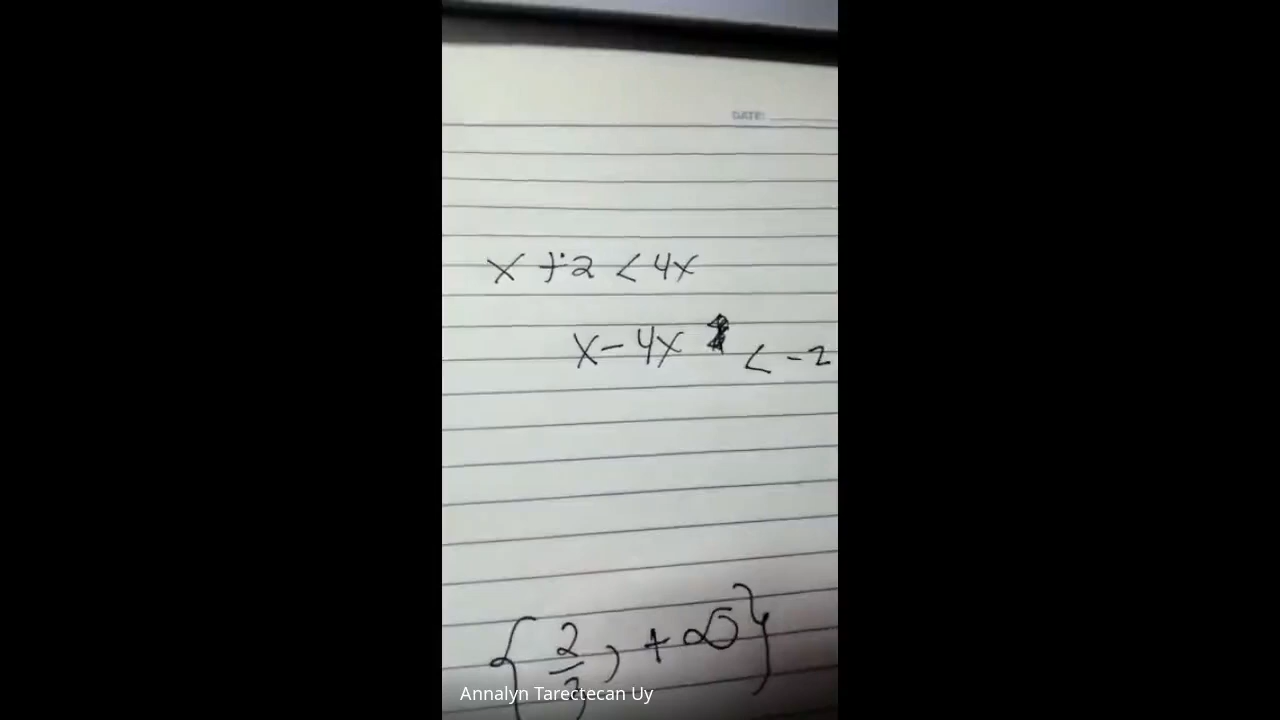 DATE:
x + 2 < 4x
x - 4x < -2
{ 2/3 , + ∞ }
Annalyn Tarectecan Uy